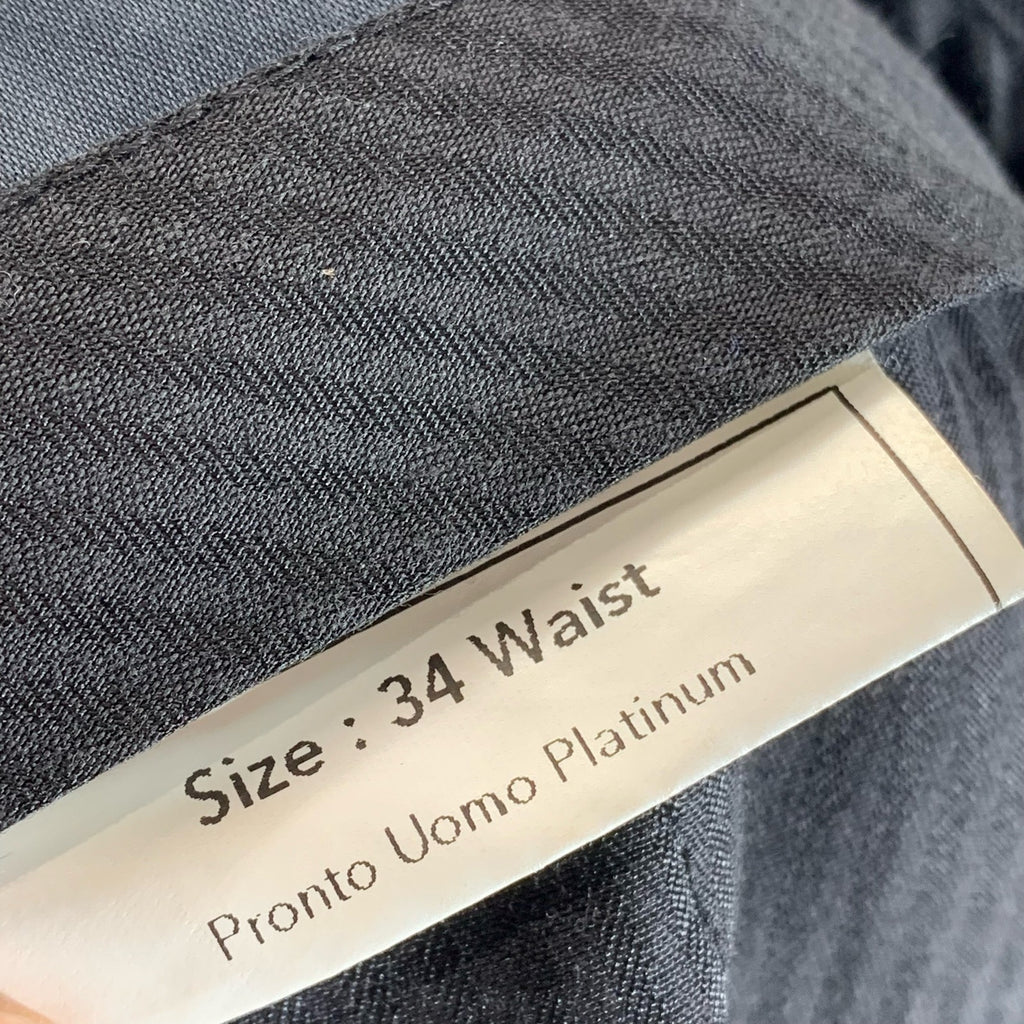 Size : 34 Waist
Pronto Uomo Platinum